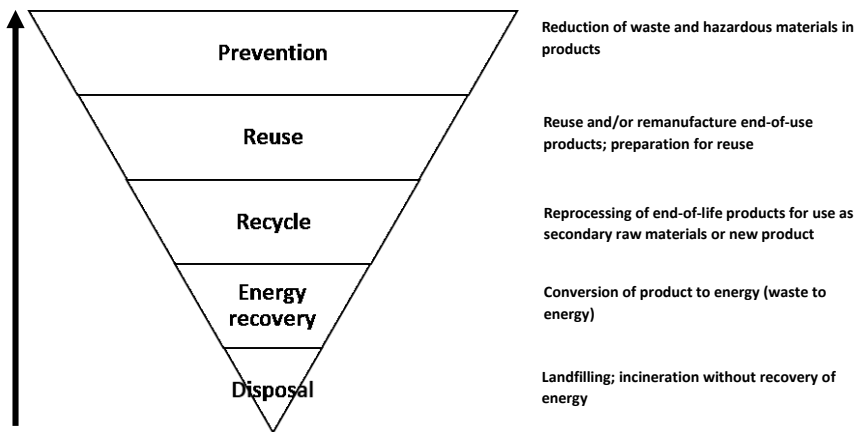 Prevention
Reduction of waste and hazardous materials in
products
Reuse
Reuse and/or remanufacture end-of-use
products; preparation for reuse
Recycle
Reprocessing of end-of-life products for use as
secondary raw materials or new product
Energy
recovery
Conversion of product to energy (waste to
energy)
Disposal
Landfilling; incineration without recovery of
energy